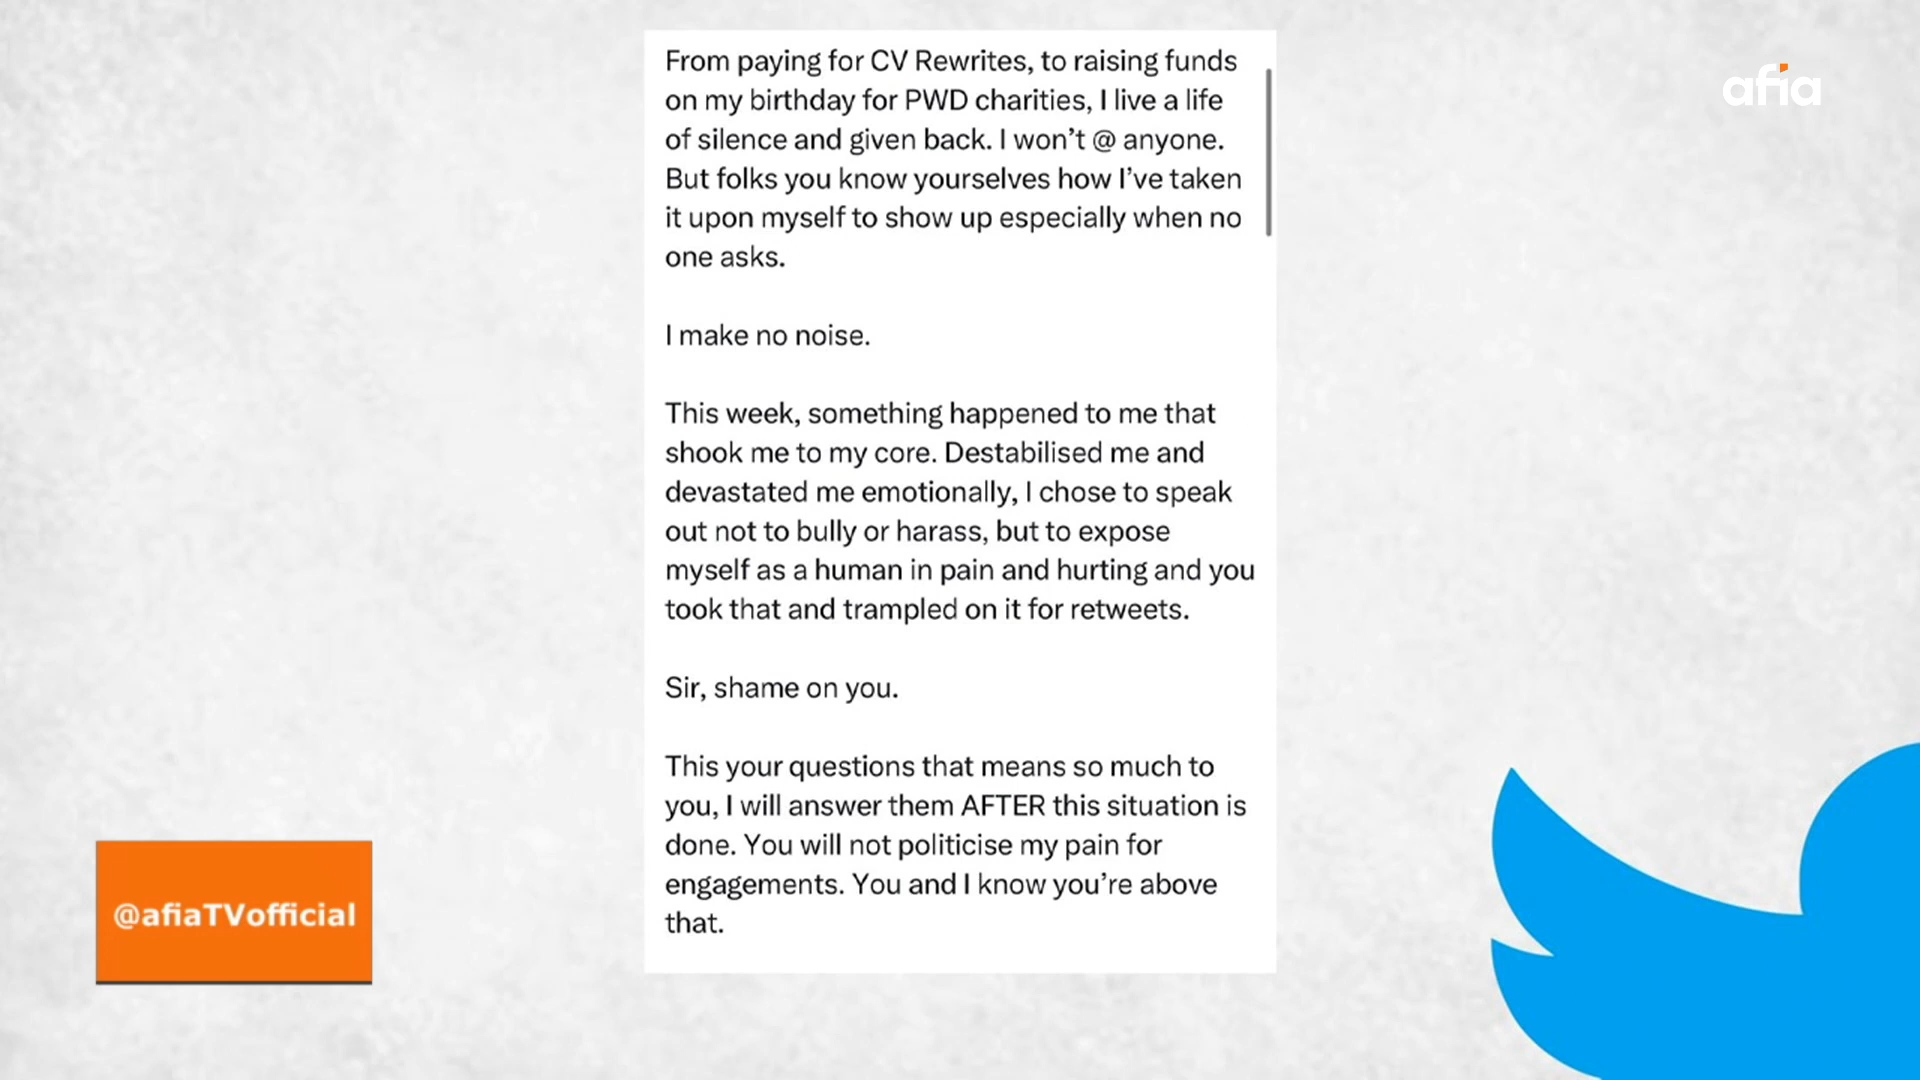 From paying for CV Rewrites, to raising funds
on my birthday for PWD charities, I live a life
of silence and given back. I won’t @ anyone.
But folks you know yourselves how I’ve taken
it upon myself to show up especially when no
one asks.
I make no noise.
This week, something happened to me that
shook me to my core. Destabilised me and
devastated me emotionally, I chose to speak
out not to bully or harass, but to expose
myself as a human in pain and hurting and you
took that and trampled on it for retweets.
Sir, shame on you.
This your questions that means so much to
you, I will answer them AFTER this situation is
done. You will not politicise my pain for
engagements. You and I know you’re above
that.
afia
@afiaTVofficial